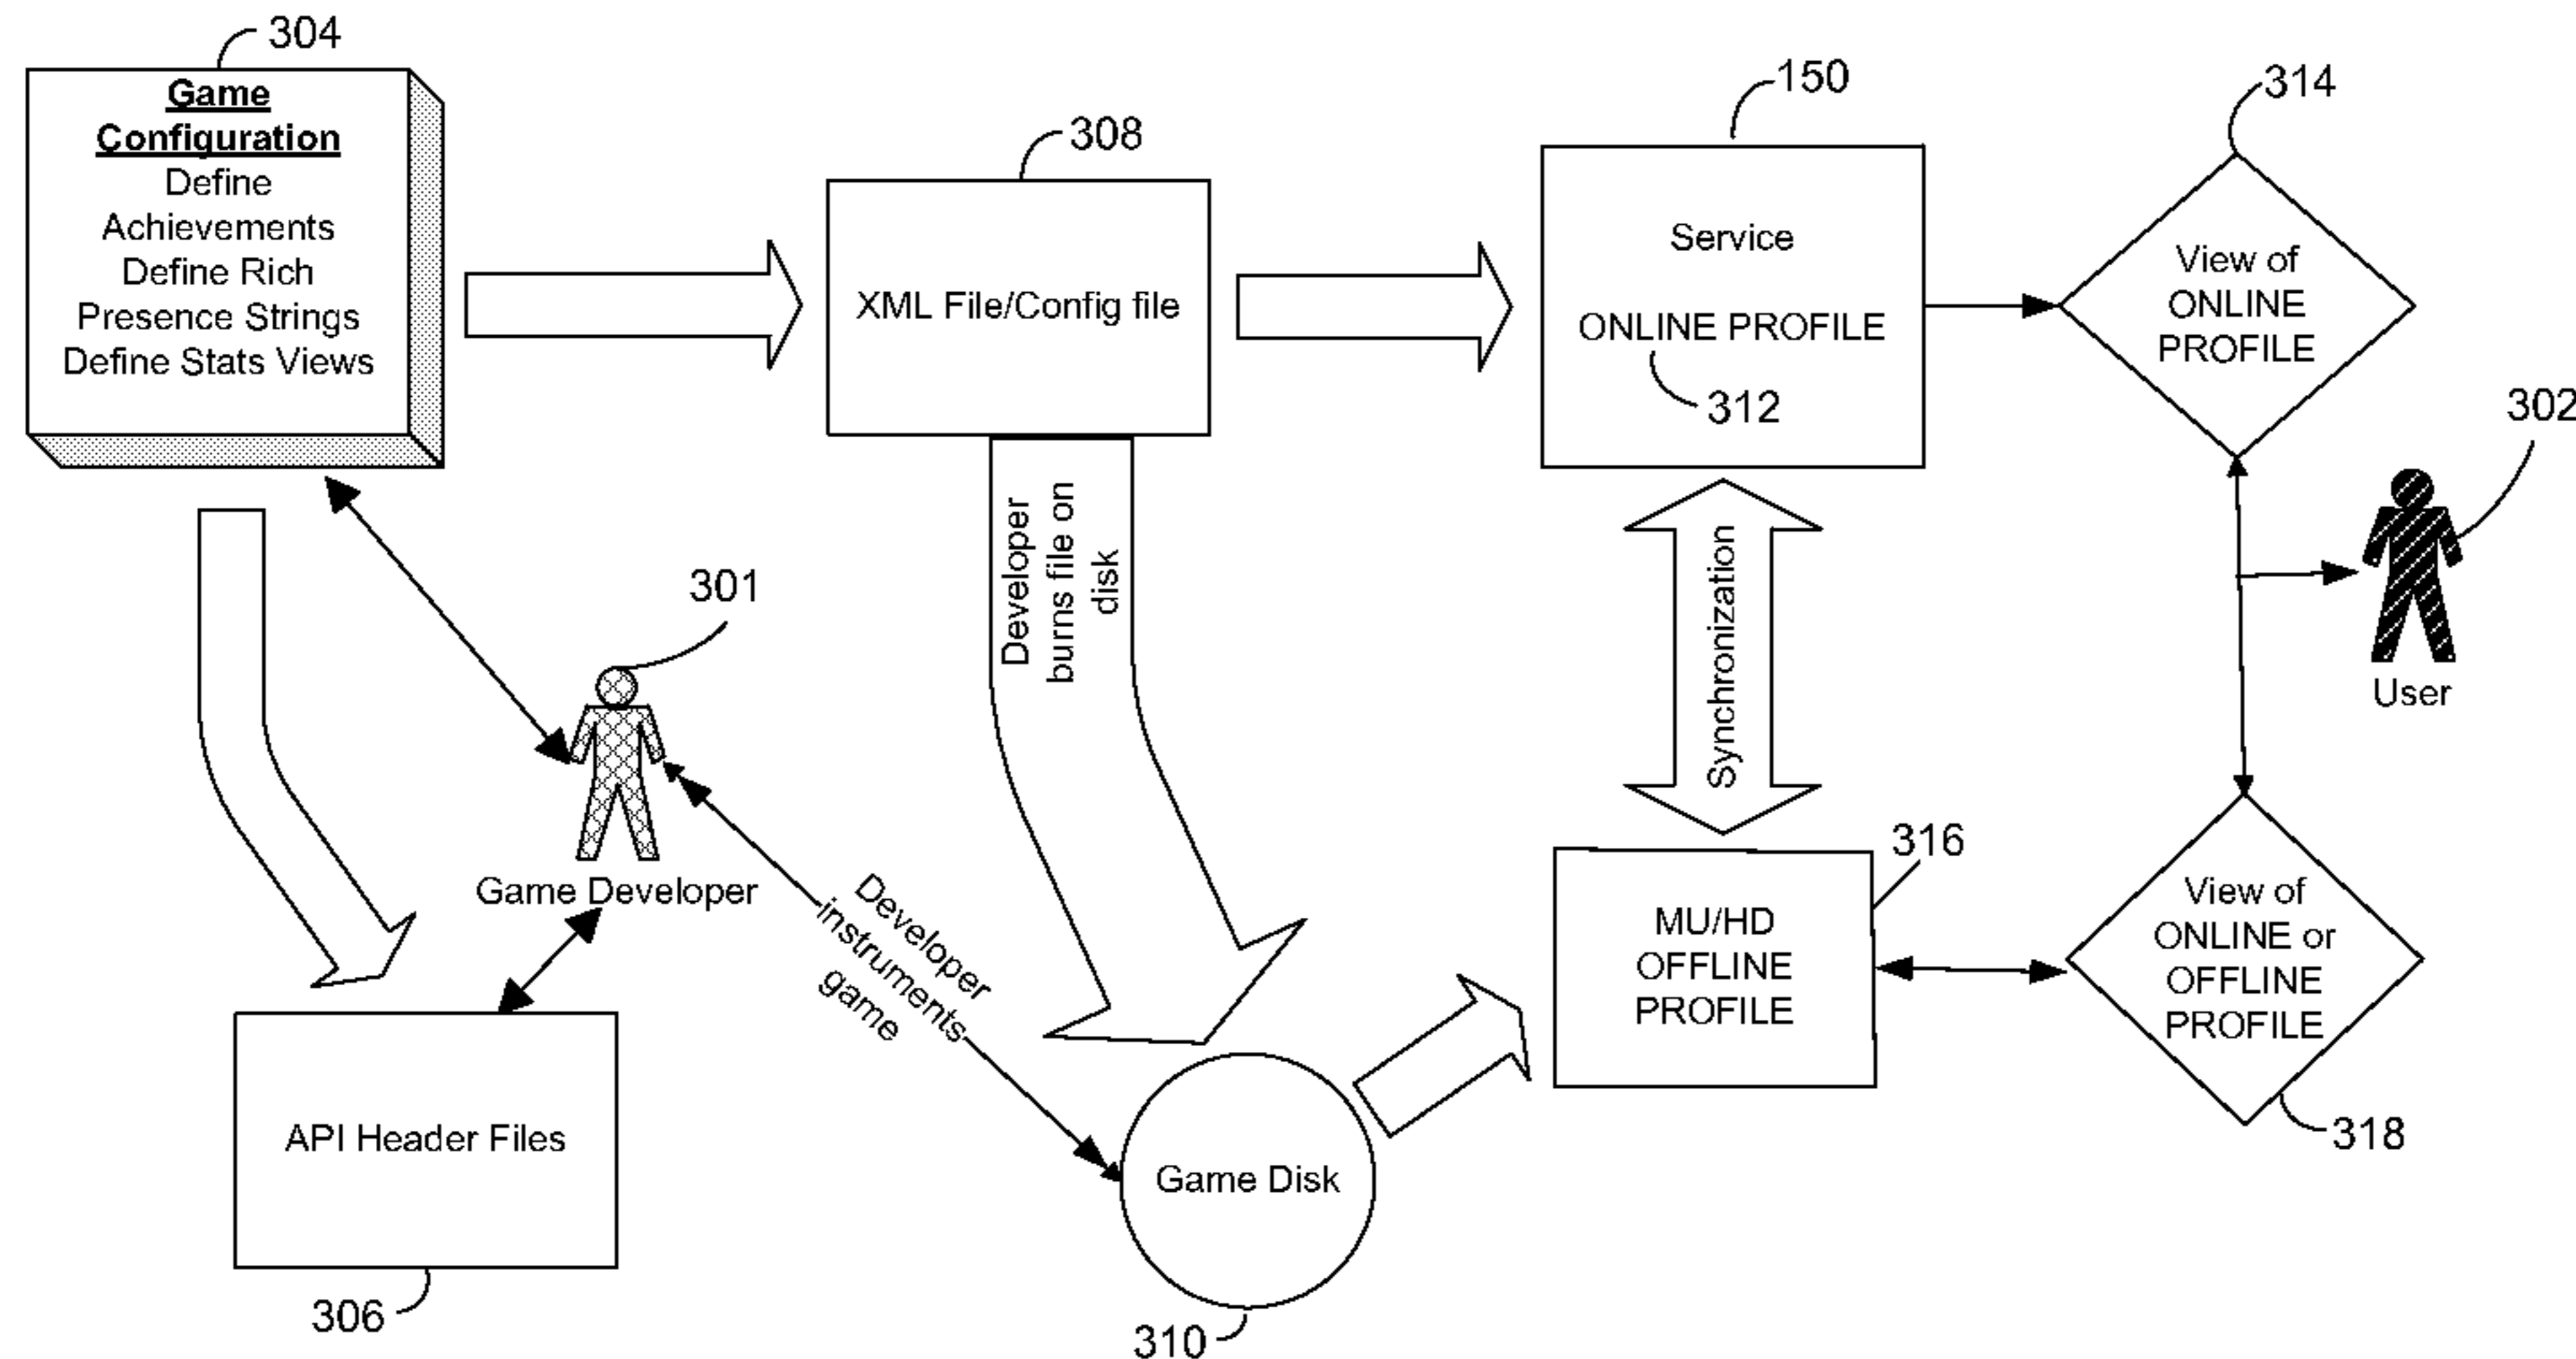 304
Game
Configuration
Define
Achievements
Define Rich
Presence Strings
Define Stats Views
308
XML File/Config file
150
Service
ONLINE PROFILE
312
314
View of
ONLINE
PROFILE
302
User
301
Game Developer
Developer
burns file on
disk
Synchronization
Developer
instruments
game
316
MU/HD
OFFLINE
PROFILE
View of
ONLINE or
OFFLINE
PROFILE
318
API Header Files
306
Game Disk
310